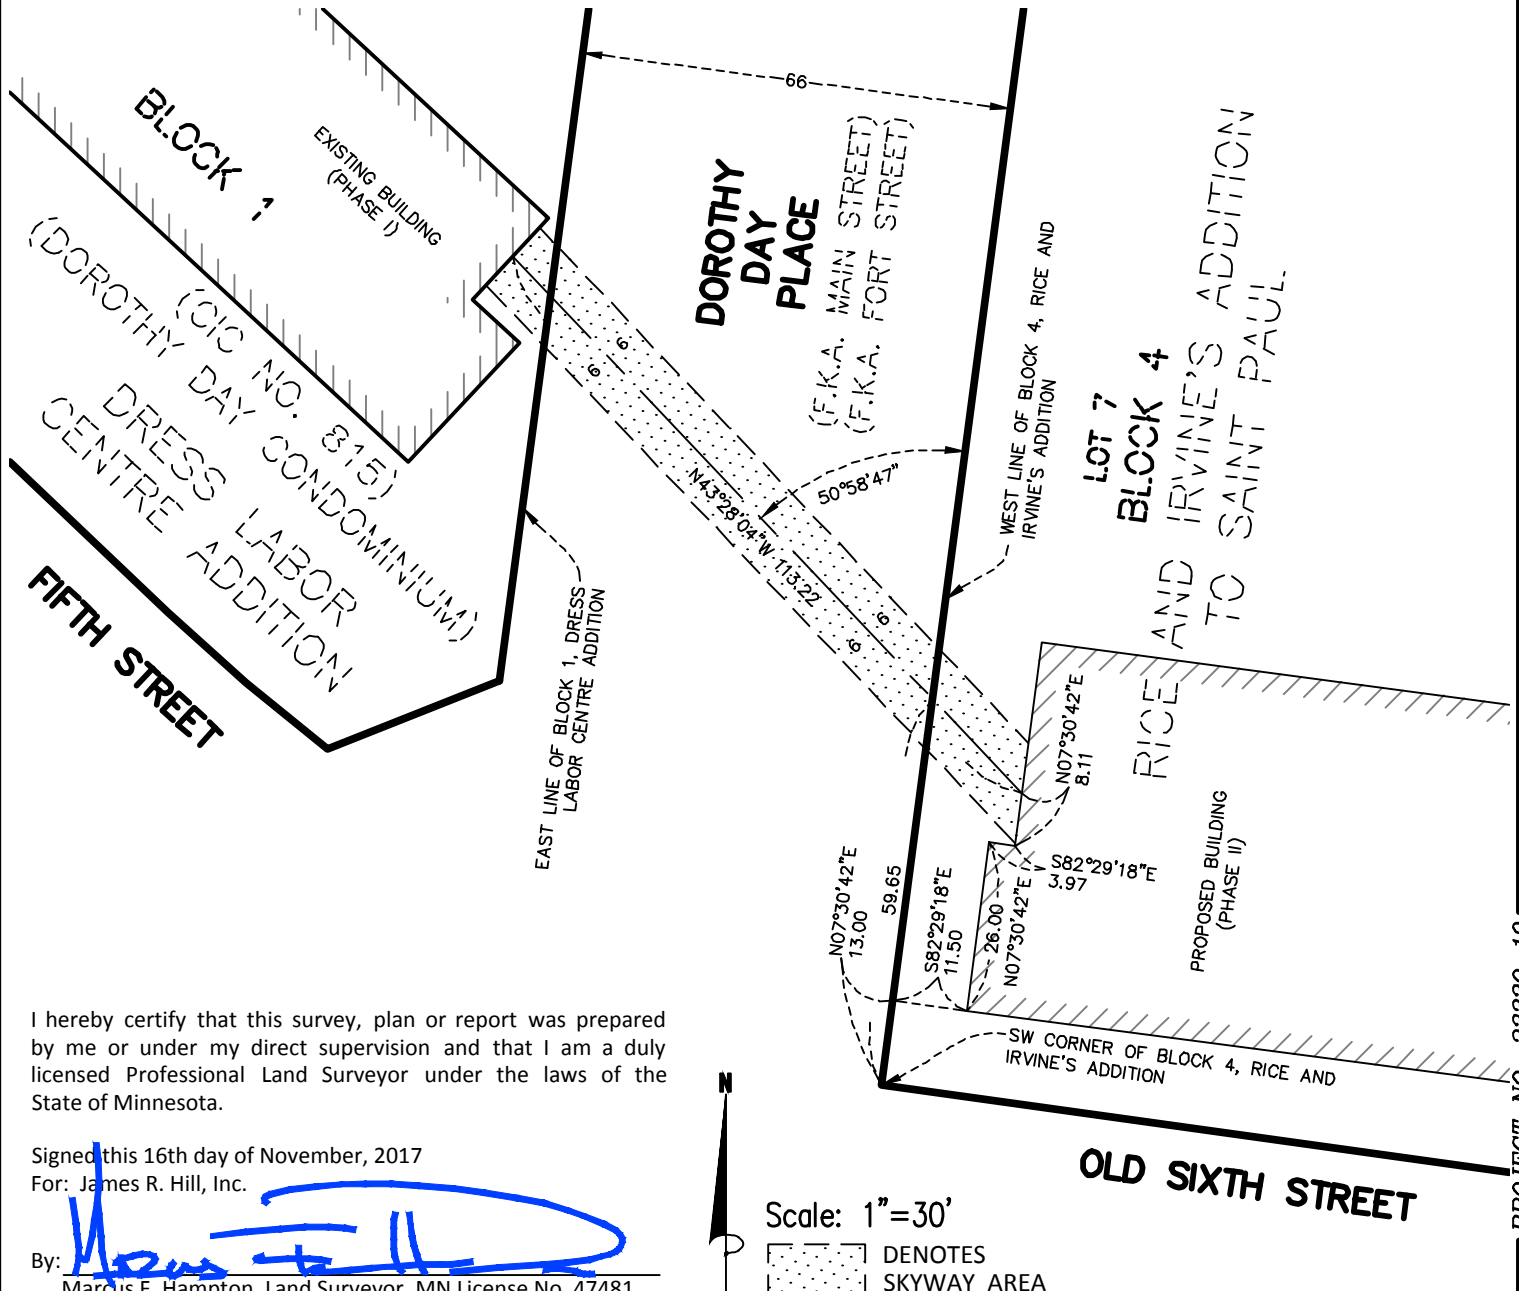 BLOCK 1
EXISTING BUILDING
(PHASE I)
(CIC NO. 815)
(DOROTHY DAY CONDOMINIUM)
DRESS LABOR
CENTRE ADDITION
FIFTH STREET
66
DOROTHY
DAY
PLACE
(F.K.A. MAIN STREET)
(F.K.A. FORT STREET)
WEST LINE OF BLOCK 4, RICE AND
IRVINE'S ADDITION
LOT 7
BLOCK 4
RICE AND IRVINE'S ADDITION
TO SAINT PAUL
6
6
N43°28'04"W 113.22
50°58'47"
6
6
EAST LINE OF BLOCK 1, DRESS
LABOR CENTRE ADDITION
N07°30'42"E
8.11
S82°29'18"E
3.97
N07°30'42"E
13.00
59.65
S82°29'18"E
11.50
26.00
N07°30'42"E
PROPOSED BUILDING
(PHASE II)
SW CORNER OF BLOCK 4, RICE AND
IRVINE'S ADDITION
OLD SIXTH STREET
I hereby certify that this survey, plan or report was prepared
by me or under my direct supervision and that I am a duly
licensed Professional Land Surveyor under the laws of the
State of Minnesota.
Signed this 16th day of November, 2017
For: James R. Hill, Inc.
By:
Marcus F. Hampton, Land Surveyor, MN License No. 47481
N
Scale: 1"=30'
DENOTES
SKYWAY AREA